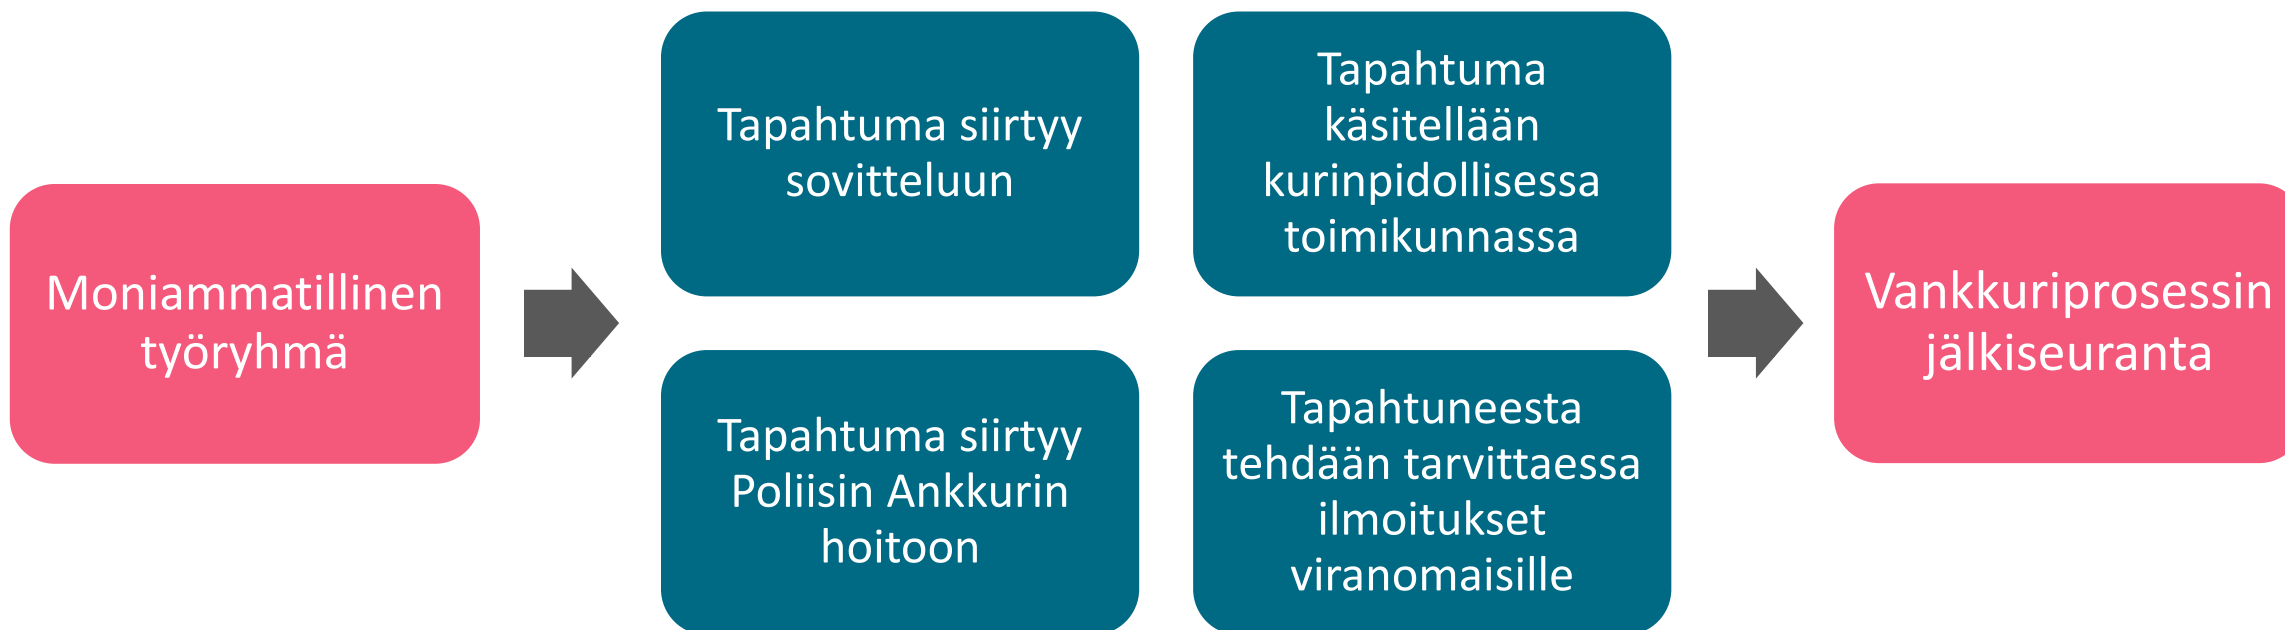 Moniammatillinen
työryhmä
Tapahtuma siirtyy
sovitteluun
Tapahtuma
käsitellään
kurinpidollisessa
toimikunnassa
Tapahtuma siirtyy
Poliisin Ankkurin
hoitoon
Tapahtuneesta
tehdään tarvittaessa
ilmoitukset
viranomaisille
Vankkuriprosessin
jälkiseuranta